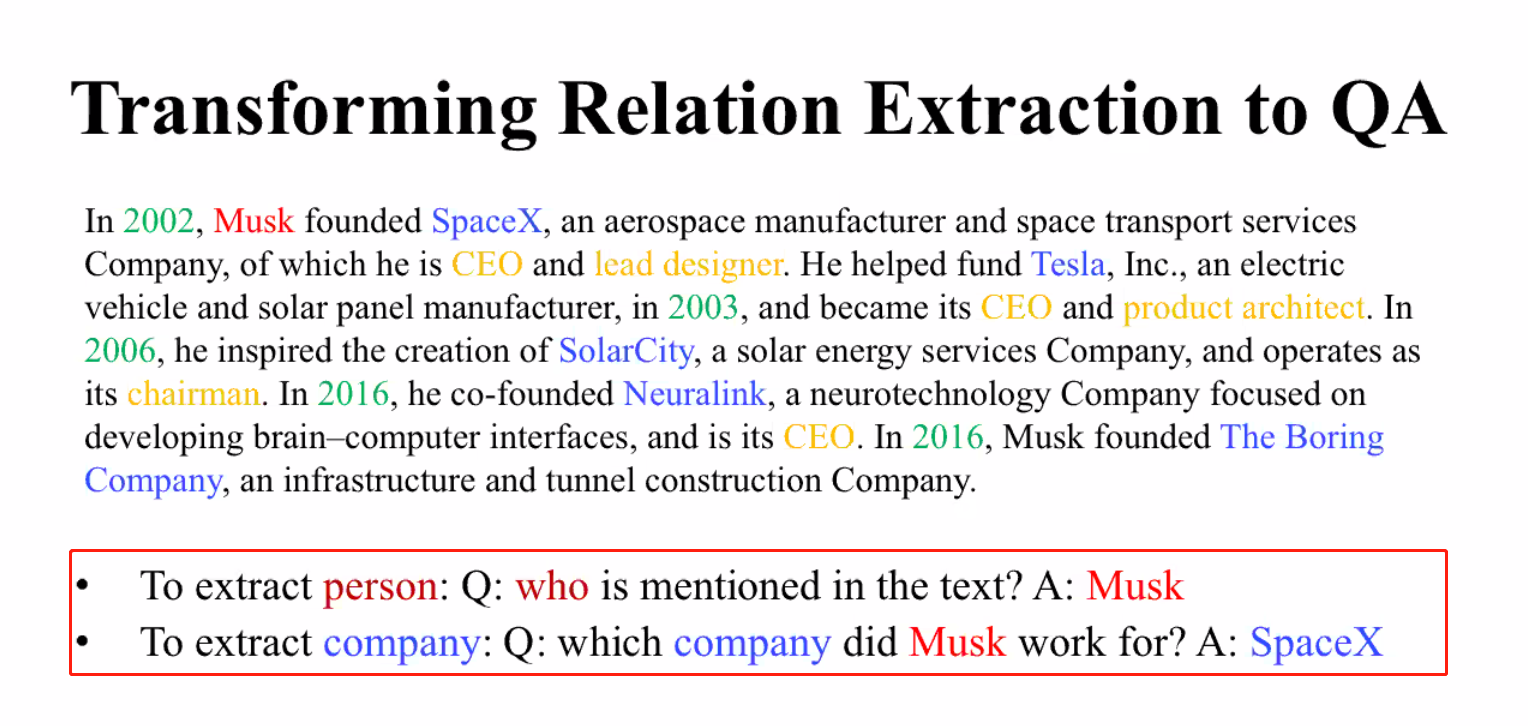 Transforming Relation Extraction to QA
In 2002, Musk founded SpaceX, an aerospace manufacturer and space transport services
Company, of which he is CEO and lead designer. He helped fund Tesla, Inc., an electric
vehicle and solar panel manufacturer, in 2003, and became its CEO and product architect. In
2006, he inspired the creation of SolarCity, a solar energy services Company, and operates as
its chairman. In 2016, he co-founded Neuralink, a neurotechnology Company focused on
developing brain–computer interfaces, and is its CEO. In 2016, Musk founded The Boring
Company, an infrastructure and tunnel construction Company.
• To extract person: Q: who is mentioned in the text? A: Musk
• To extract company: Q: which company did Musk work for? A: SpaceX